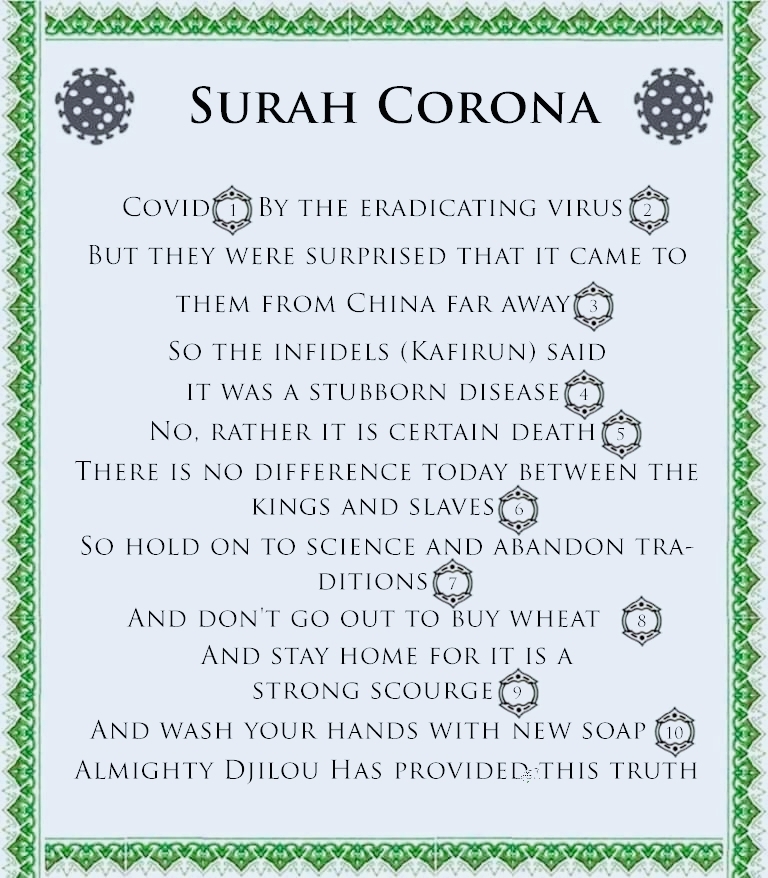 Surah Corona
Covid 1 By the eradicating virus 2
But they were surprised that it came to
them from China far away 3
So the infidels (Kafirun) said
it was a stubborn disease 4
No, rather it is certain death 5
There is no difference today between the
kings and slaves 6
So hold on to science and abandon tra-
ditions 7
And don't go out to buy wheat 8
And stay home for it is a
strong scourge 9
And wash your hands with new soap 10
Almighty Djilou Has provided this truth